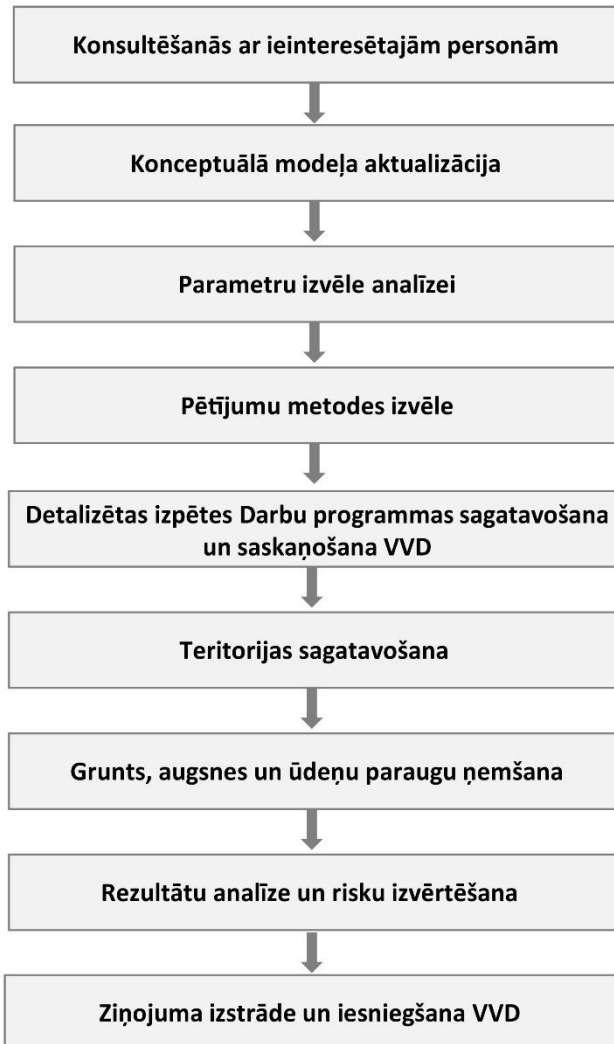 Konsultēšanās ar ieinteresētajām personām
Konceptuālā modeļa aktualizācija
Parametru izvēle analīzei
Pētījumu metodes izvēle
Detalizētas izpētes Darbu programmas sagatavošana
un saskaņošana VVD
Teritorijas sagatavošana
Grunts, augsnes un ūdeņu paraugu ņemšana
Rezultātu analīze un risku izvērtēšana
Ziņojuma izstrāde un iesniegšana VVD